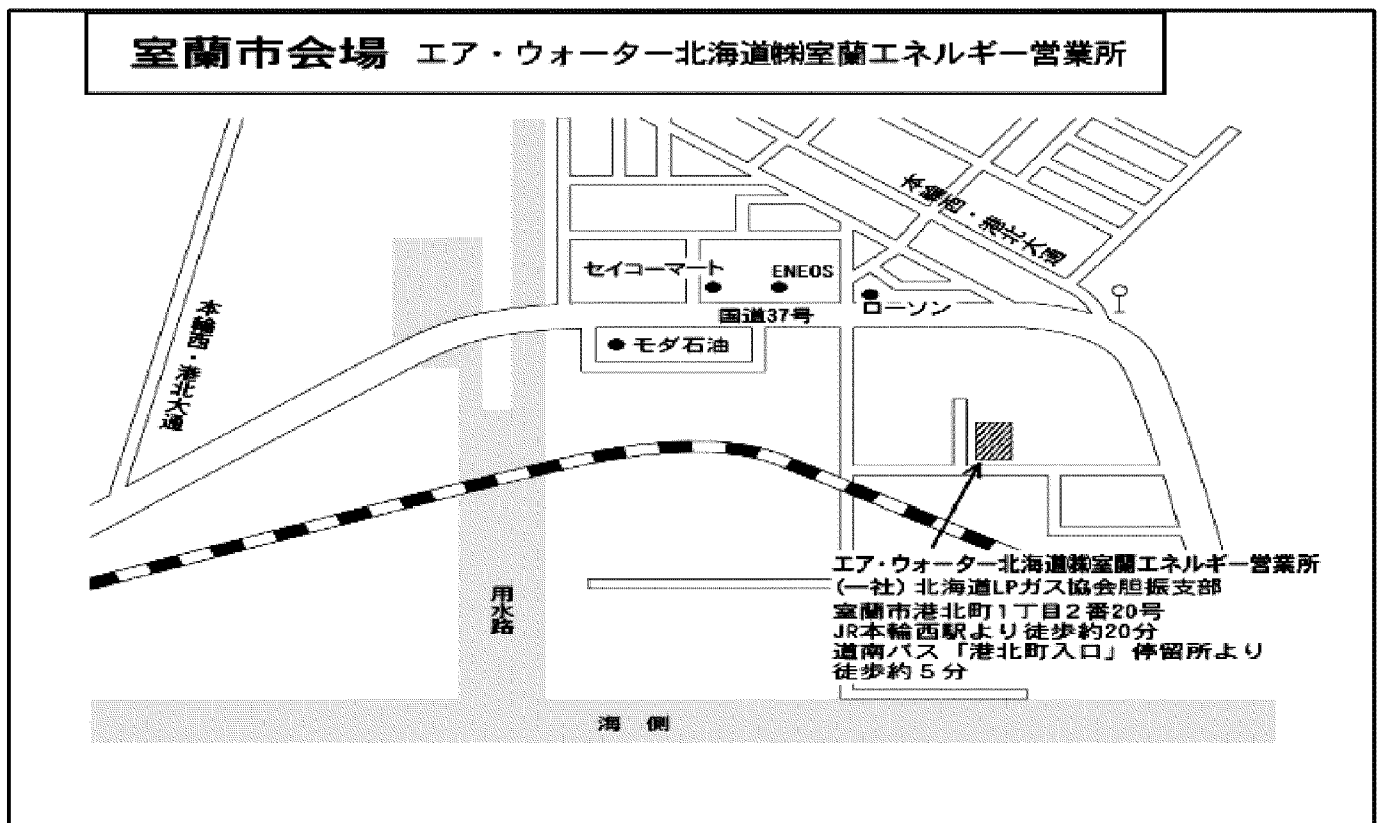 室蘭市会場 エア・ウォーター北海道㈱室蘭エネルギー営業所
本輪西・港北大通
セイコーマート
ENEOS
ローソン
国道37号
モダ石油
本輪西・港北大通
エア・ウォーター北海道㈱室蘭エネルギー営業所
(一社)北海道LPガス協会胆振支部
室蘭市港北町1丁目2番20号
JR本輪西駅より徒歩約20分
道南バス「港北町入口」停留所より
徒歩約5分
用水路
海側